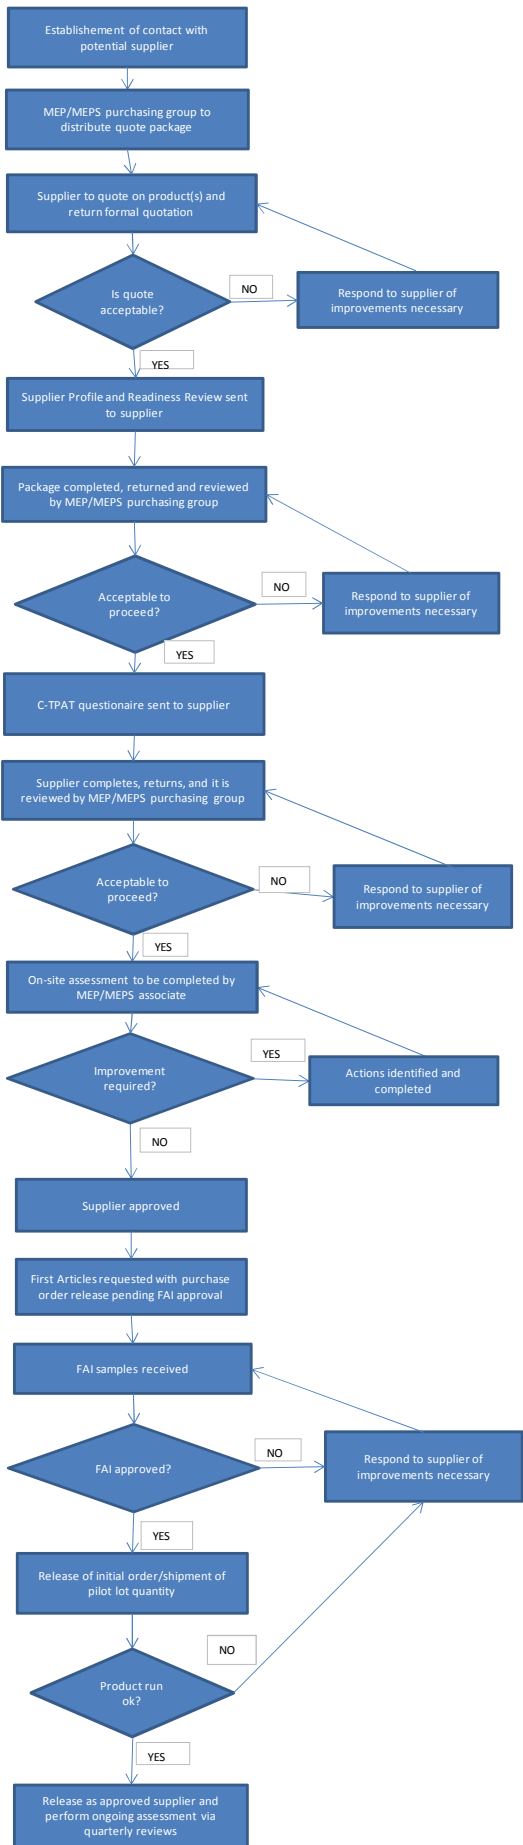 Establishement of contact with
potential supplier
MEP/MEPS purchasing group to
distribute quote package
Supplier to quote on product(s) and
return formal quotation
Is quote
acceptable?
NO
Respond to supplier of
improvements necessary
YES
Supplier Profile and Readiness Review sent
to supplier
Package completed, returned and reviewed
by MEP/MEPS purchasing group
Acceptable to
proceed?
NO
Respond to supplier of
improvements necessary
YES
C-TPAT questionaire sent to supplier
Supplier completes, returns, and it is
reviewed by MEP/MEPS purchasing group
Acceptable to
proceed?
NO
Respond to supplier of
improvements necessary
YES
On-site assessment to be completed by
MEP/MEPS associate
Improvement
required?
YES
Actions identified and
completed
NO
Supplier approved
First Articles requested with purchase
order release pending FAI approval
FAI samples received
FAI approved?
NO
Respond to supplier of
improvements necessary
YES
Release of initial order/shipment of
pilot lot quantity
Product run
ok?
NO
YES
Release as approved supplier and
perform ongoing assessment via
quarterly reviews